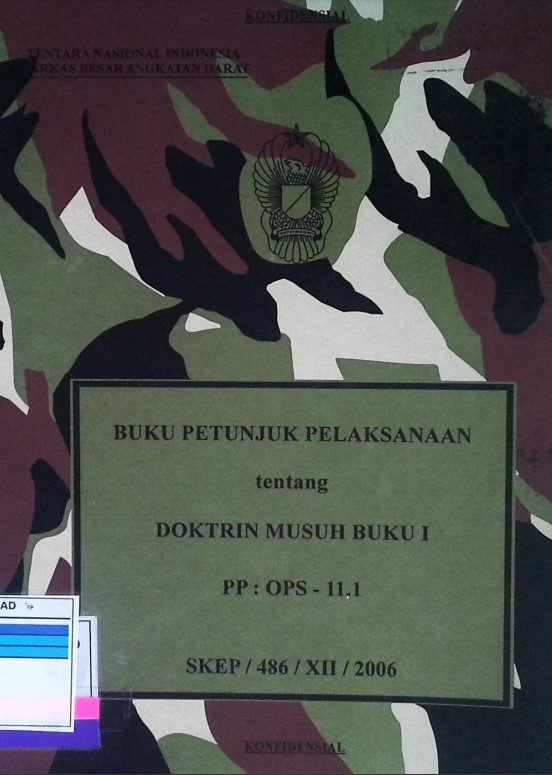 KONFIDENSIAL
TENTARA NASIONAL INDONESIA
MARKAS BESAR ANGKATAN DARAT
BUKU PETUNJUK PELAKSANAAN
tentang
DOKTRIN MUSUH BUKU I
PP : OPS - 11.1
SKEP / 486 / XII / 2006
AD
KONFIDENSIAL